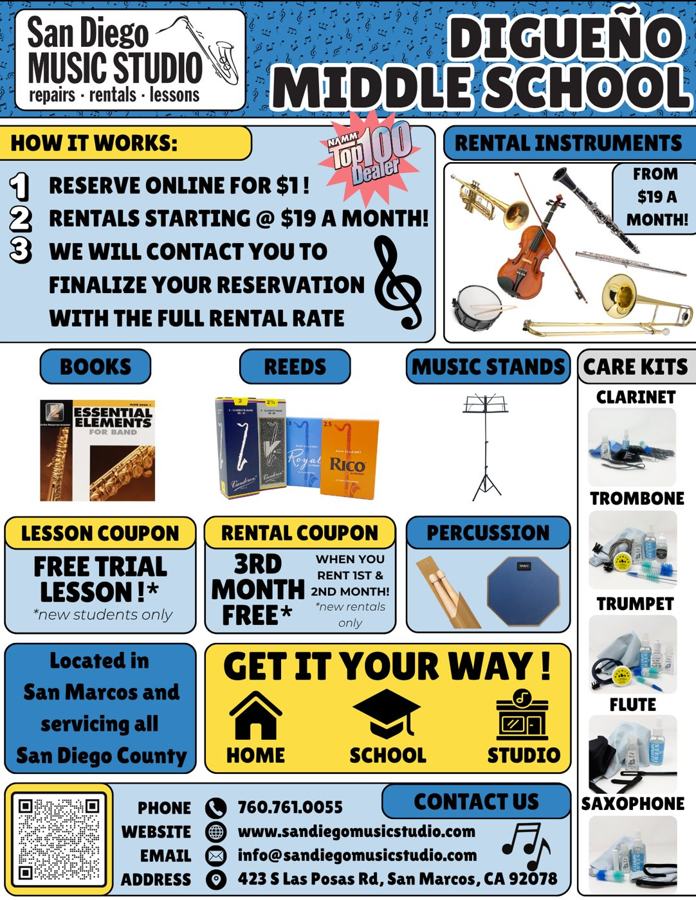 San Diego
MUSIC STUDIO
repairs · rentals · lessons
DIGUEÑO
MIDDLE SCHOOL
HOW IT WORKS:
NAMM
Top100
Dealer
1 RESERVE ONLINE FOR $1!
2 RENTALS STARTING @ $19 A MONTH!
3 WE WILL CONTACT YOU TO
FINALIZE YOUR RESERVATION
WITH THE FULL RENTAL RATE
RENTAL INSTRUMENTS
FROM
$19 A
MONTH!
BOOKS
ESSENTIAL
ELEMENTS
FOR BAND
REEDS
Royal
2.5
RICO
MUSIC STANDS
CARE KITS
CLARINET
TROMBONE
TRUMPET
FLUTE
SAXOPHONE
LESSON COUPON
FREE TRIAL
LESSON !*
*new students only
RENTAL COUPON
3RD
MONTH
FREE*
WHEN YOU
RENT 1ST &
2ND MONTH!
*new rentals
only
PERCUSSION
Located in
San Marcos and
servicing all
San Diego County
GET IT YOUR WAY !
HOME
SCHOOL
STUDIO
CONTACT US
PHONE 760.761.0055
WEBSITE www.sandiegomusicstudio.com
EMAIL info@sandiegomusicstudio.com
ADDRESS 423 S Las Posas Rd, San Marcos, CA 92078